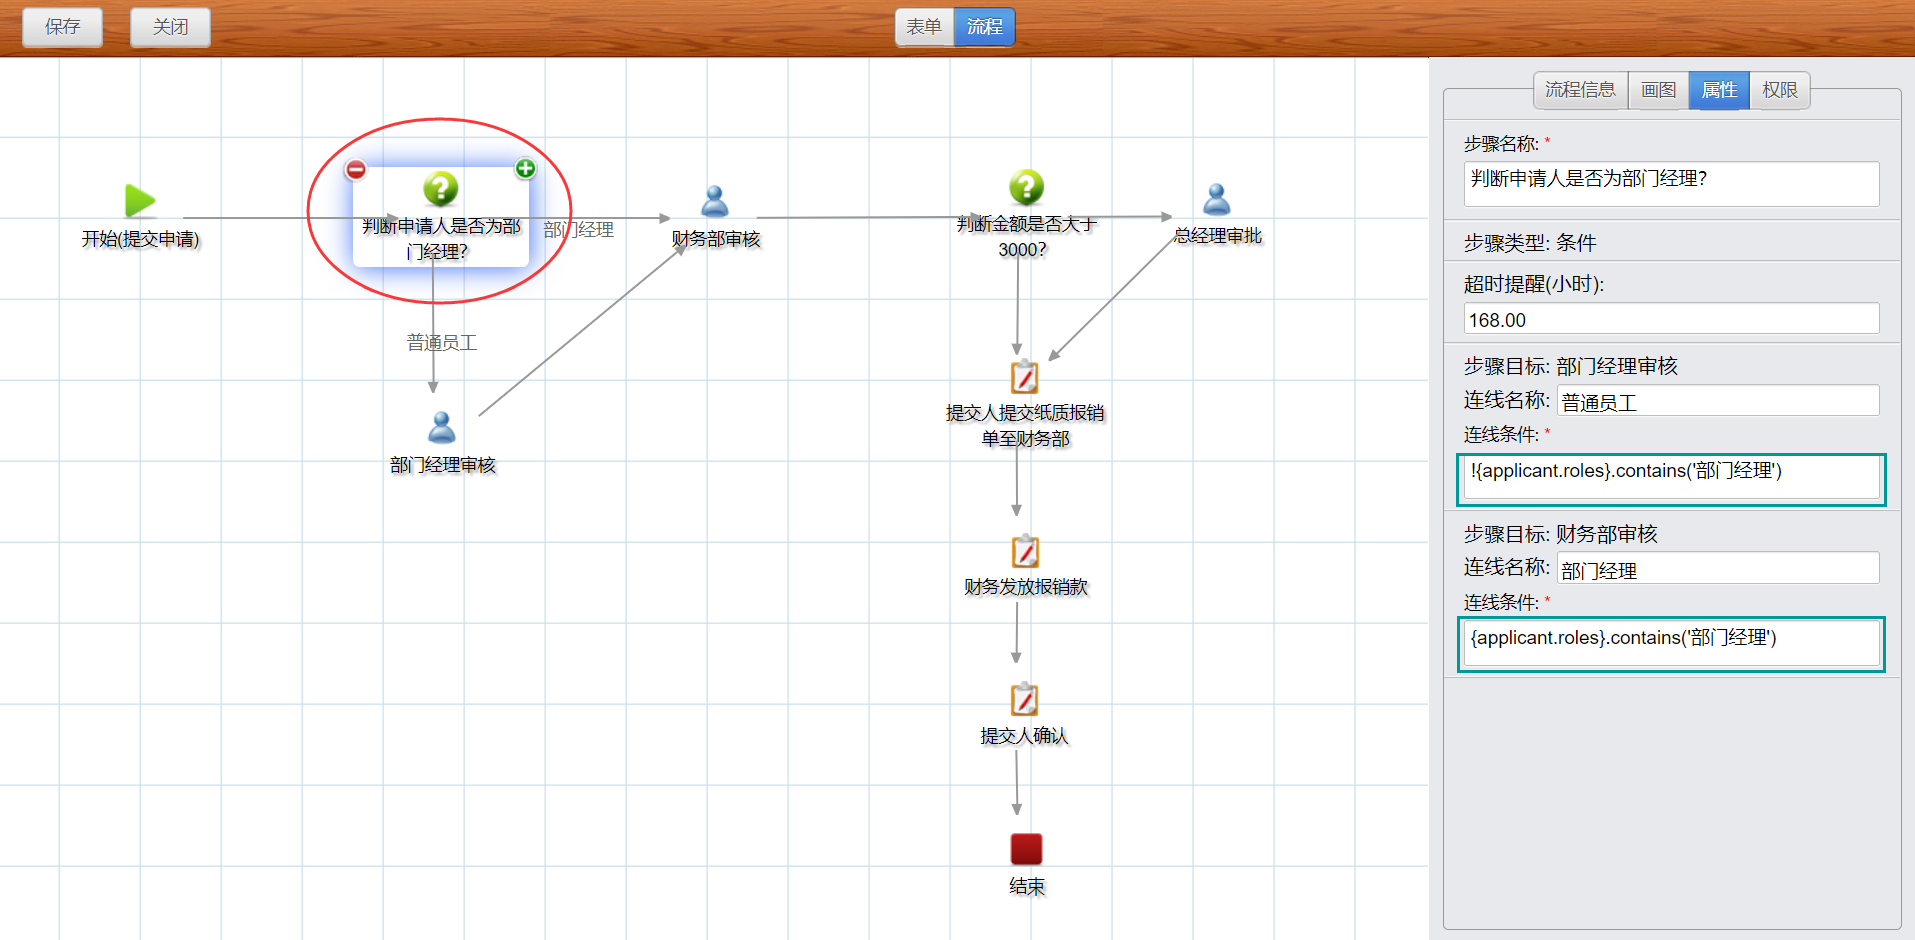 保存
关闭
表单
流程
开始(提交申请)
判断申请人是否为部
门经理?
部门经理
财务部审核
判断金额是否大于
3000?
总经理审批
普通员工
部门经理审核
提交人提交纸质报销
单至财务部
财务发放报销款
提交人确认
结束
流程信息
画图
属性
权限
步骤名称: *
判断申请人是否为部门经理?
步骤类型: 条件
超时提醒(小时):
168.00
步骤目标: 部门经理审核
连线名称: 普通员工
连线条件: *
!{applicant.roles}.contains('部门经理')
步骤目标: 财务部审核
连线名称: 部门经理
连线条件: *
{applicant.roles}.contains('部门经理')